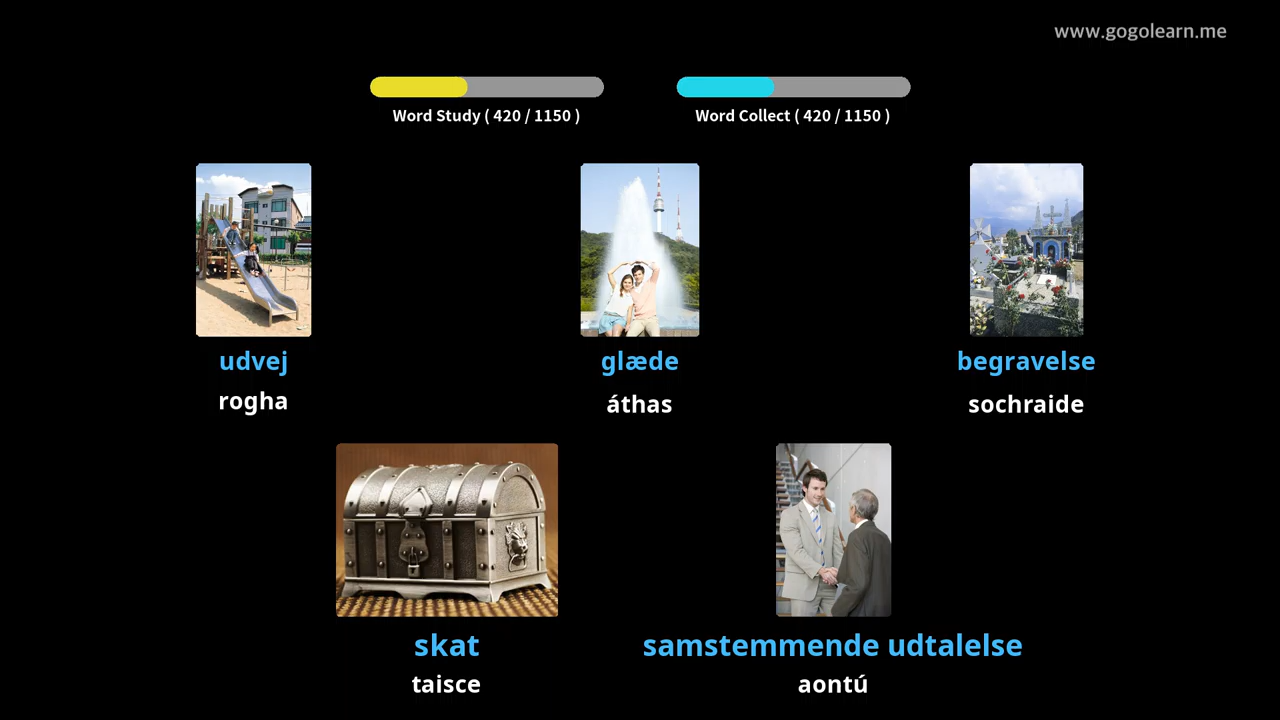 www.gogolearn.me
Word Study ( 420 / 1150 )
Word Collect ( 420 / 1150 )
udvej
rogha
glæde
áthas
begravelse
sochraide
skat
taisce
samstemmende udtalelse
aontú